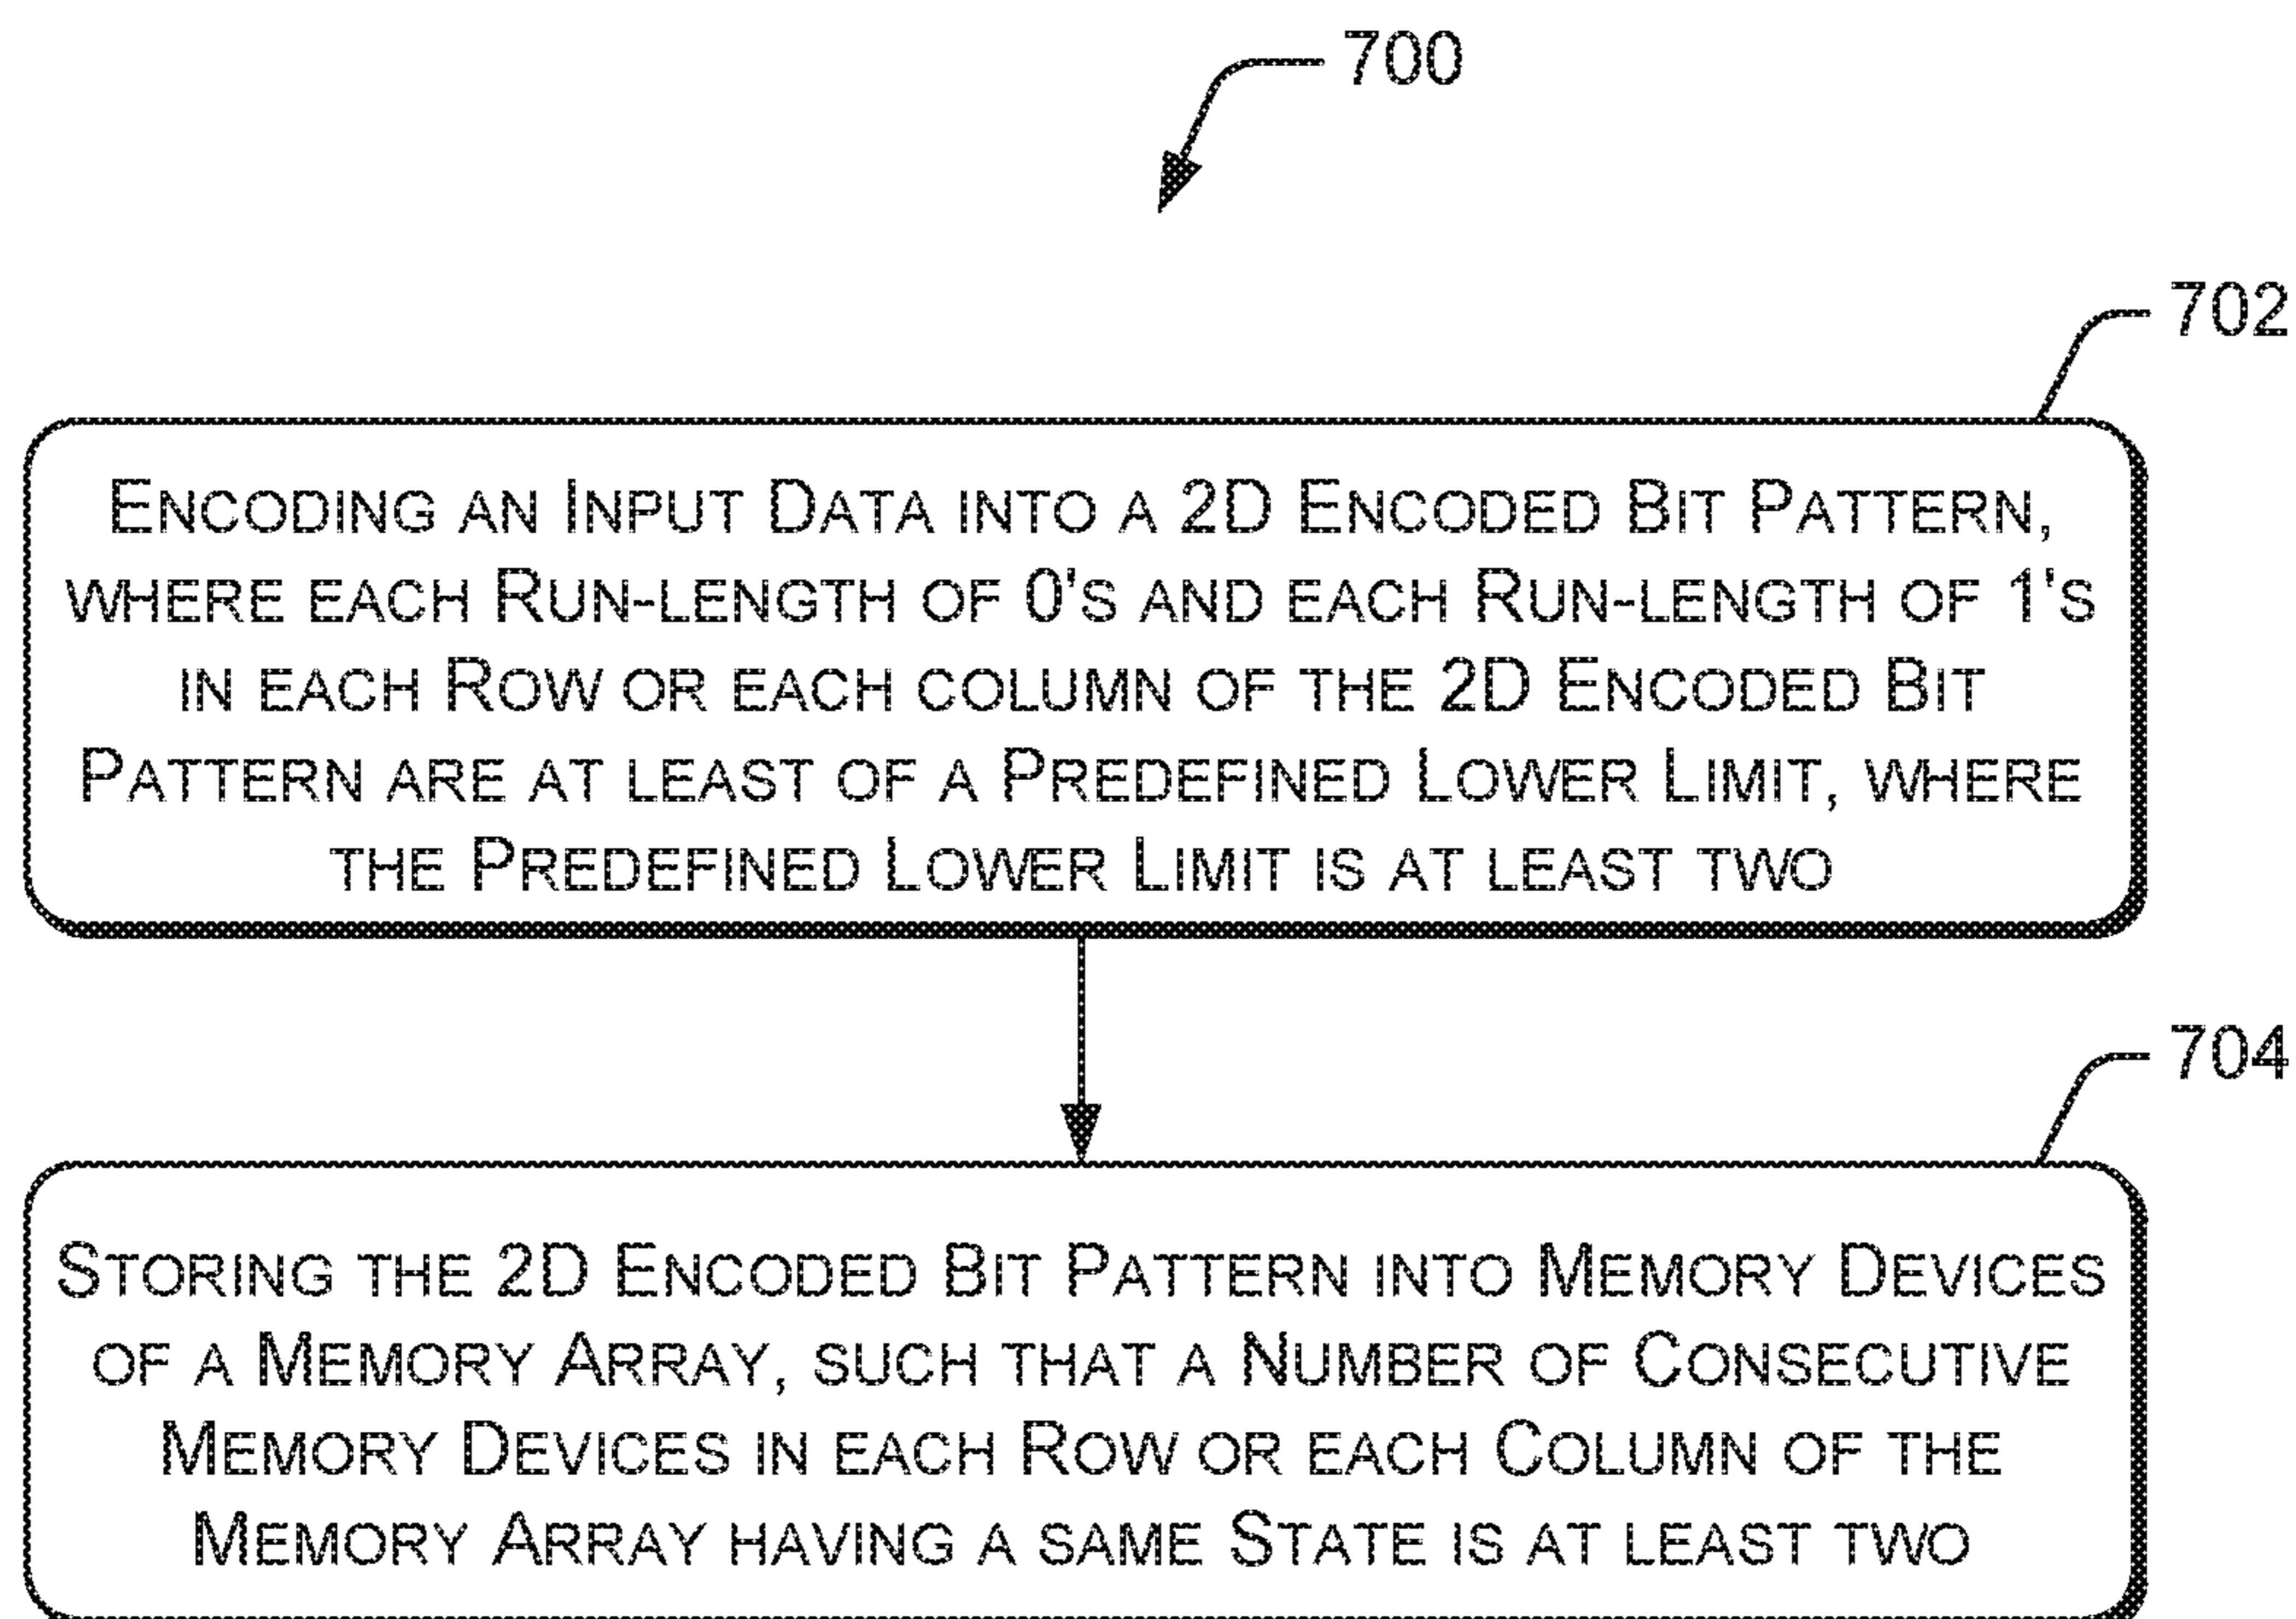 700
702
ENCODING AN INPUT DATA INTO A 2D ENCODED BIT PATTERN,
WHERE EACH RUN-LENGTH OF 0'S AND EACH RUN-LENGTH OF 1'S
IN EACH ROW OR EACH COLUMN OF THE 2D ENCODED BIT
PATTERN ARE AT LEAST OF A PREDEFINED LOWER LIMIT, WHERE
THE PREDEFINED LOWER LIMIT IS AT LEAST TWO
704
STORING THE 2D ENCODED BIT PATTERN INTO MEMORY DEVICES
OF A MEMORY ARRAY, SUCH THAT A NUMBER OF CONSECUTIVE
MEMORY DEVICES IN EACH ROW OR EACH COLUMN OF THE
MEMORY ARRAY HAVING A SAME STATE IS AT LEAST TWO